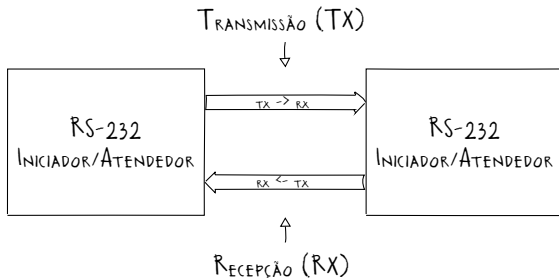 Transmissão (TX)
RS-232
Iniciador/Atendedor
TX -> RX
RS-232
Iniciador/Atendedor
RX <- TX
Recepção (RX)